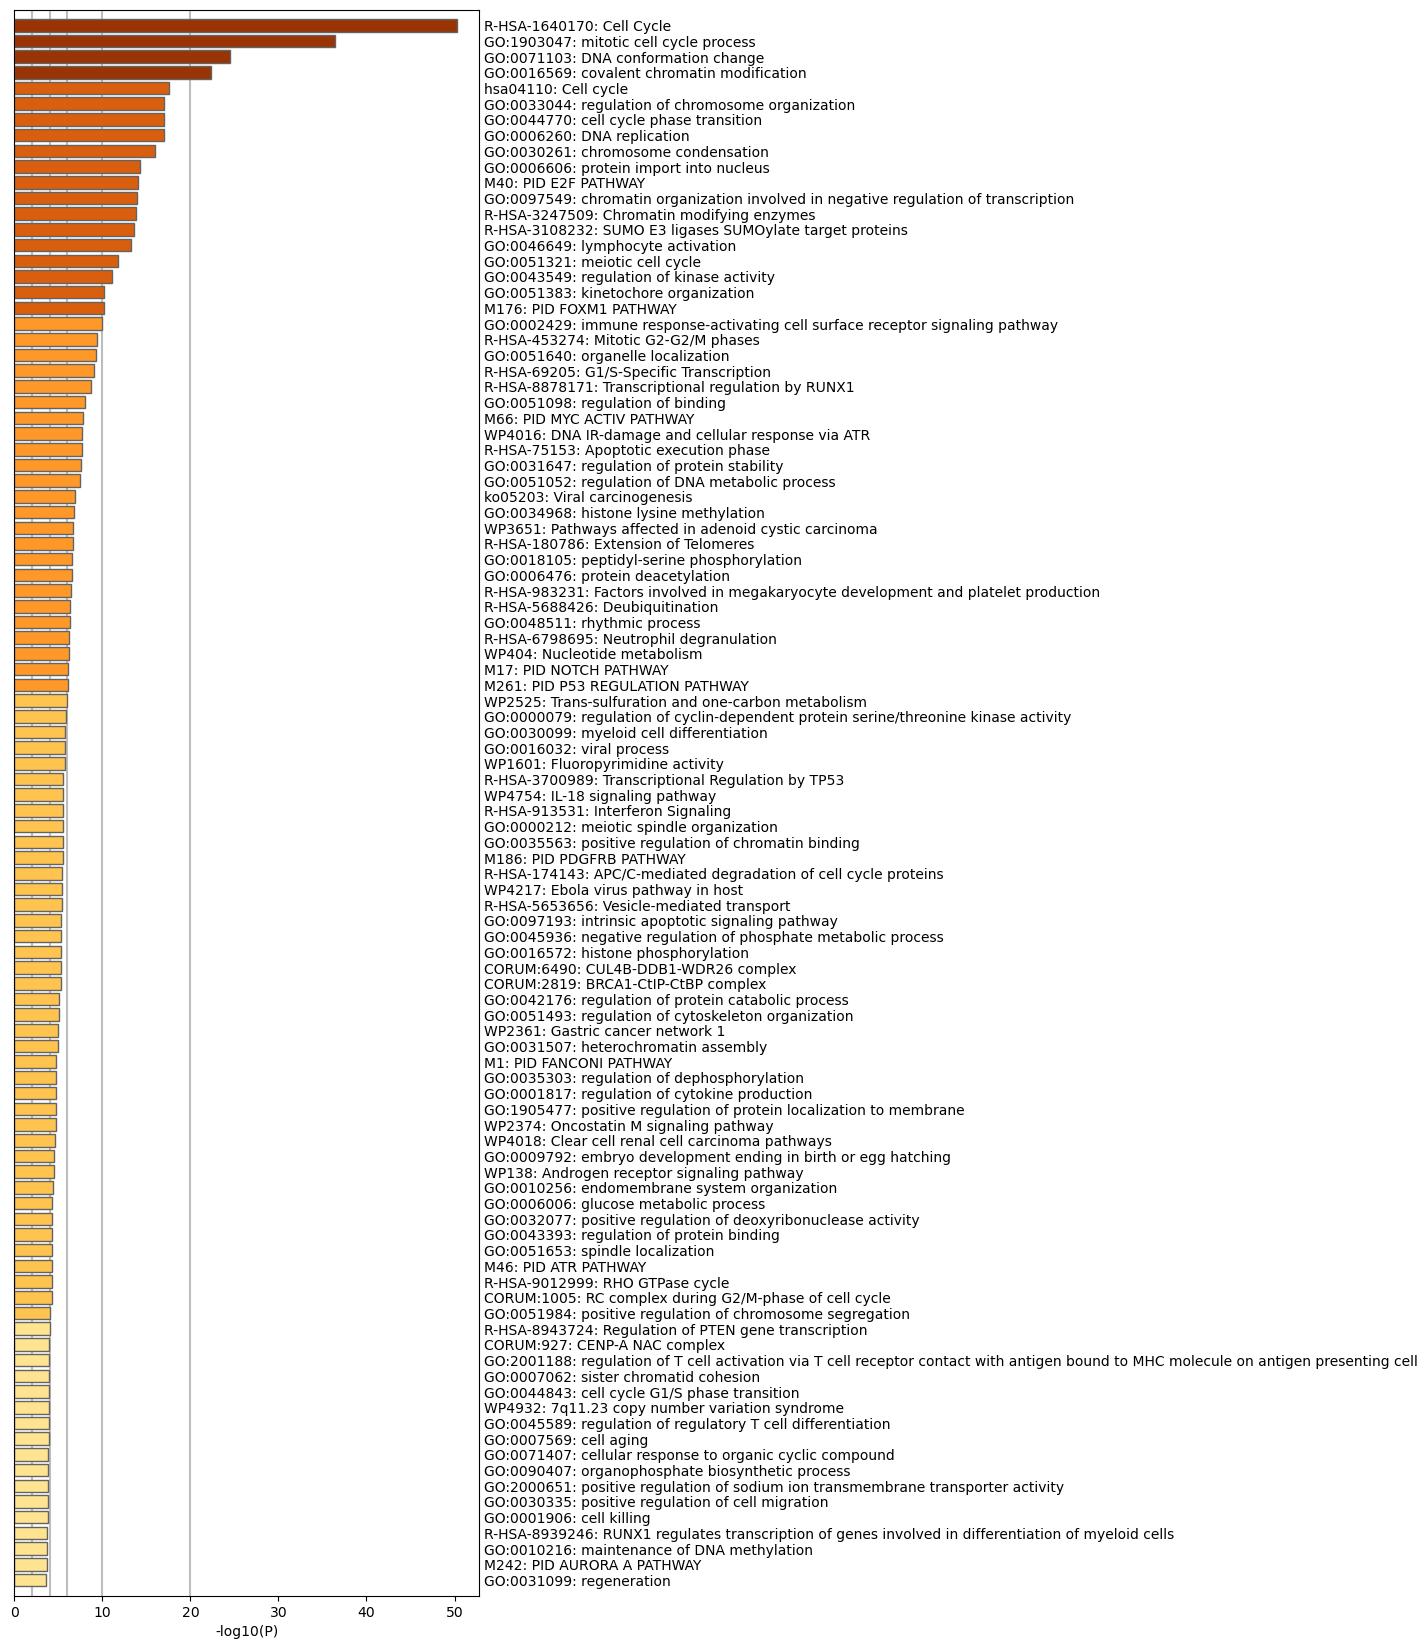 R-HSA-1640170: Cell Cycle
GO:1903047: mitotic cell cycle process
GO:0071103: DNA conformation change
GO:0016569: covalent chromatin modification
hsa04110: Cell cycle
GO:0033044: regulation of chromosome organization
GO:0044770: cell cycle phase transition
GO:0006260: DNA replication
GO:0030261: chromosome condensation
GO:0006606: protein import into nucleus
M40: PID E2F PATHWAY
GO:0097549: chromatin organization involved in negative regulation of transcription
R-HSA-3247509: Chromatin modifying enzymes
R-HSA-3108232: SUMO E3 ligases SUMOylate target proteins
GO:0046649: lymphocyte activation
GO:0051321: meiotic cell cycle
GO:0043549: regulation of kinase activity
GO:0051383: kinetochore organization
M176: PID FOXM1 PATHWAY
GO:0002429: immune response-activating cell surface receptor signaling pathway
R-HSA-453274: Mitotic G2-G2/M phases
GO:0051640: organelle localization
R-HSA-69205: G1/S-Specific Transcription
R-HSA-8878171: Transcriptional regulation by RUNX1
GO:0051098: regulation of binding
M66: PID MYC ACTIV PATHWAY
WP4016: DNA IR-damage and cellular response via ATR
R-HSA-75153: Apoptotic execution phase
GO:0031647: regulation of protein stability
GO:0051052: regulation of DNA metabolic process
ko05203: Viral carcinogenesis
GO:0034968: histone lysine methylation
WP3651: Pathways affected in adenoid cystic carcinoma
R-HSA-180786: Extension of Telomeres
GO:0018105: peptidyl-serine phosphorylation
GO:0006476: protein deacetylation
R-HSA-983231: Factors involved in megakaryocyte development and platelet production
R-HSA-5688426: Deubiquitination
GO:0048511: rhythmic process
R-HSA-6798695: Neutrophil degranulation
WP404: Nucleotide metabolism
M17: PID NOTCH PATHWAY
M261: PID P53 REGULATION PATHWAY
WP2525: Trans-sulfuration and one-carbon metabolism
GO:0000079: regulation of cyclin-dependent protein serine/threonine kinase activity
GO:0030099: myeloid cell differentiation
GO:0016032: viral process
WP1601: Fluoropyrimidine activity
R-HSA-3700989: Transcriptional Regulation by TP53
WP4754: IL-18 signaling pathway
R-HSA-913531: Interferon Signaling
GO:0000212: meiotic spindle organization
GO:0035563: positive regulation of chromatin binding
M186: PID PDGFRB PATHWAY
R-HSA-174143: APC/C-mediated degradation of cell cycle proteins
WP4217: Ebola virus pathway in host
R-HSA-5653656: Vesicle-mediated transport
GO:0097193: intrinsic apoptotic signaling pathway
GO:0045936: negative regulation of phosphate metabolic process
GO:0016572: histone phosphorylation
CORUM:6490: CUL4B-DDB1-WDR26 complex
CORUM:2819: BRCA1-CtIP-CtBP complex
GO:0042176: regulation of protein catabolic process
GO:0051493: regulation of cytoskeleton organization
WP2361: Gastric cancer network 1
GO:0031507: heterochromatin assembly
M1: PID FANCONI PATHWAY
GO:0035303: regulation of dephosphorylation
GO:0001817: regulation of cytokine production
GO:1905477: positive regulation of protein localization to membrane
WP2374: Oncostatin M signaling pathway
WP4018: Clear cell renal cell carcinoma pathways
GO:0009792: embryo development ending in birth or egg hatching
WP138: Androgen receptor signaling pathway
GO:0010256: endomembrane system organization
GO:0006006: glucose metabolic process
GO:0032077: positive regulation of deoxyribonuclease activity
GO:0043393: regulation of protein binding
GO:0051653: spindle localization
M46: PID ATR PATHWAY
R-HSA-9012999: RHO GTPase cycle
CORUM:1005: RC complex during G2/M-phase of cell cycle
GO:0051984: positive regulation of chromosome segregation
R-HSA-8943724: Regulation of PTEN gene transcription
CORUM:927: CENP-A NAC complex
GO:2001188: regulation of T cell activation via T cell receptor contact with antigen bound to MHC molecule on antigen presenting cell
GO:0007062: sister chromatid cohesion
GO:0044843: cell cycle G1/S phase transition
WP4932: 7q11.23 copy number variation syndrome
GO:0045589: regulation of regulatory T cell differentiation
GO:0007569: cell aging
GO:0071407: cellular response to organic cyclic compound
GO:0090407: organophosphate biosynthetic process
GO:2000651: positive regulation of sodium ion transmembrane transporter activity
GO:0030335: positive regulation of cell migration
GO:0001906: cell killing
R-HSA-8939246: RUNX1 regulates transcription of genes involved in differentiation of myeloid cells
GO:0010216: maintenance of DNA methylation
M242: PID AURORA A PATHWAY
GO:0031099: regeneration
0 10 20 30 40 50
-log10(P)